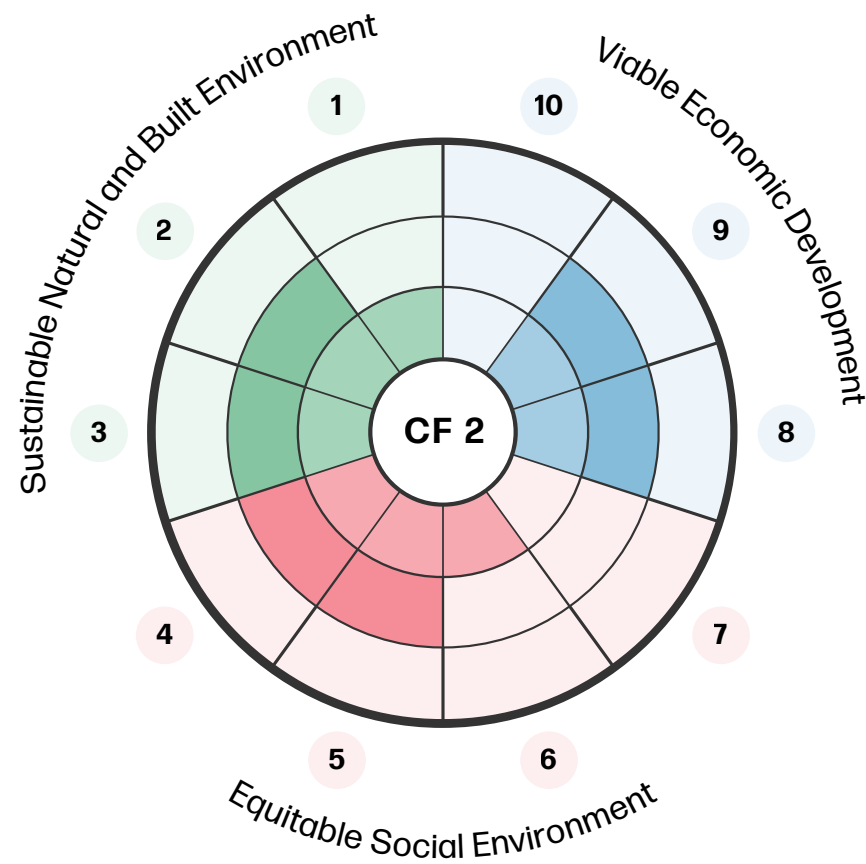 Sustainable Natural and Built Environment
Viable Economic Development
1
10
2
9
3
CF 2
8
4
7
5
6
Equitable Social Environment